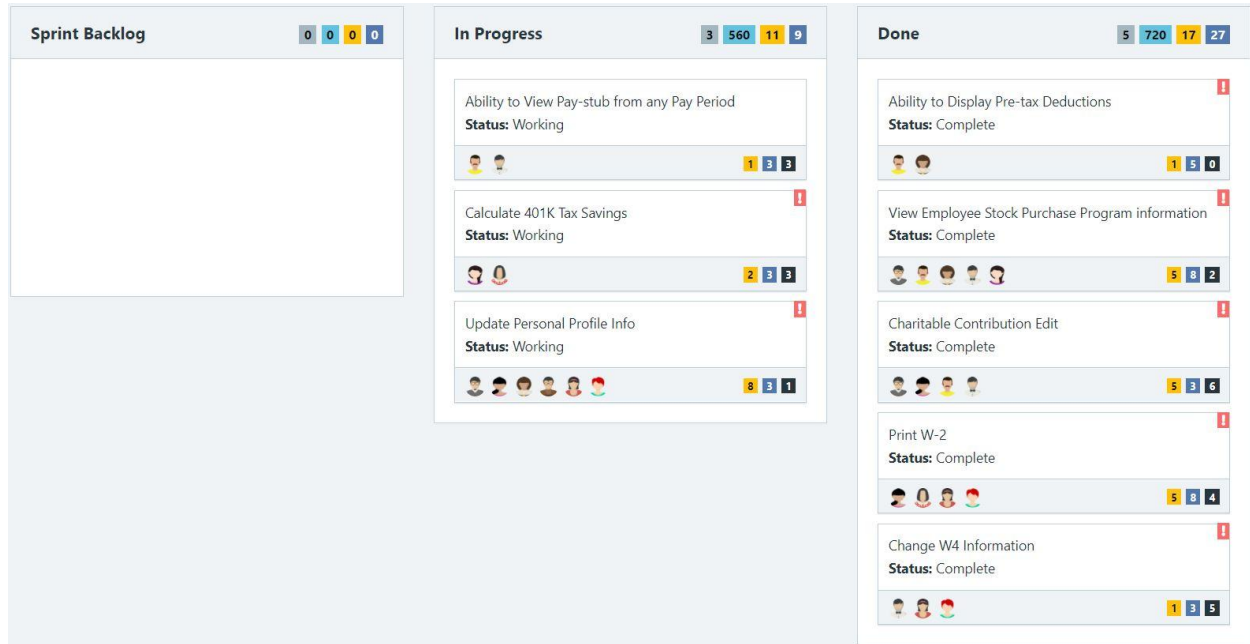 Sprint Backlog 0 0 0 0
In Progress 3 560 11 9
Done 5 720 17 27
Ability to View Pay-stub from any Pay Period
Status: Working
1 3 3
Calculate 401K Tax Savings
Status: Working
2 3 3
Update Personal Profile Info
Status: Working
8 3 1
Ability to Display Pre-tax Deductions
Status: Complete
1 5 0
View Employee Stock Purchase Program information
Status: Complete
5 8 2
Charitable Contribution Edit
Status: Complete
5 3 6
Print W-2
Status: Complete
5 8 4
Change W4 Information
Status: Complete
1 3 5